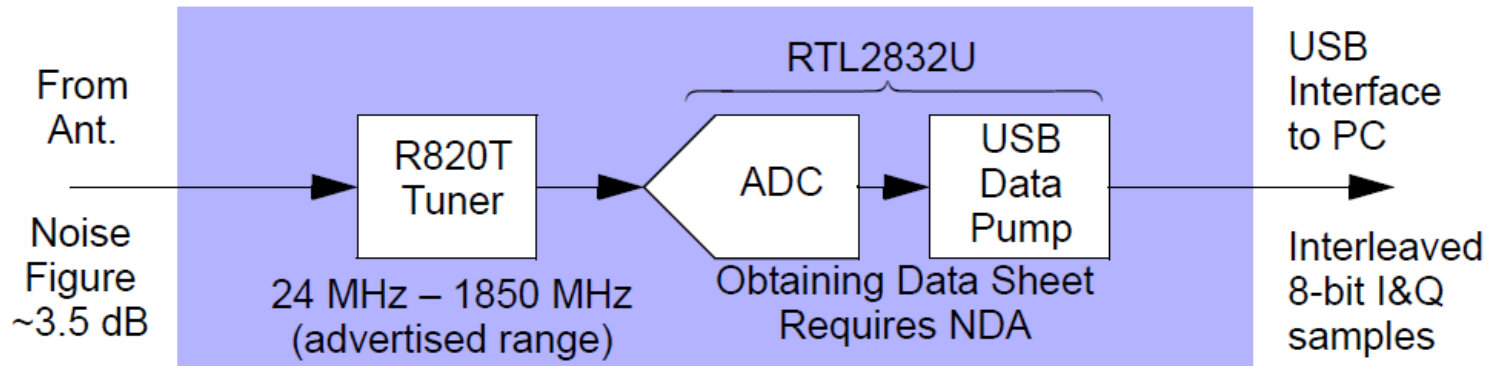 From
Ant.
Noise
Figure
~3.5 dB
R820T
Tuner
24 MHz – 1850 MHz
(advertised range)
RTL2832U
ADC
USB
Data
Pump
Obtaining Data Sheet
Requires NDA
USB
Interface
to PC
Interleaved
8-bit I&Q
samples